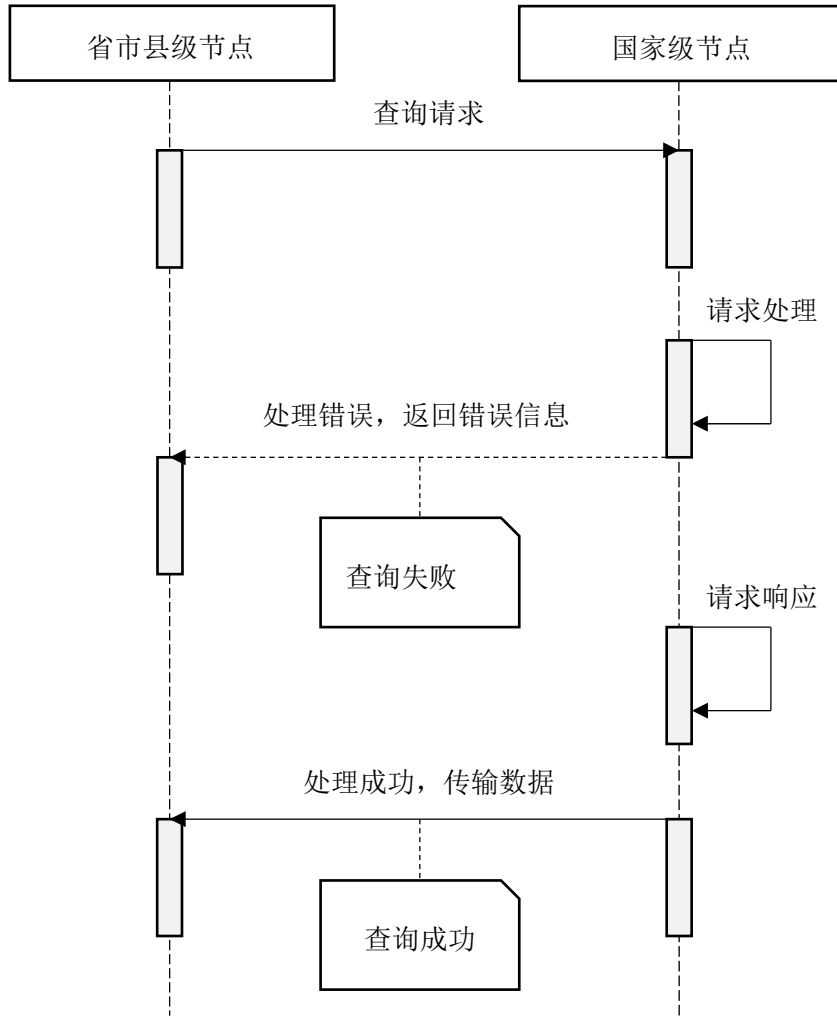 省市县级节点
国家级节点
查询请求
请求处理
处理错误，返回错误信息
查询失败
请求响应
处理成功，传输数据
查询成功